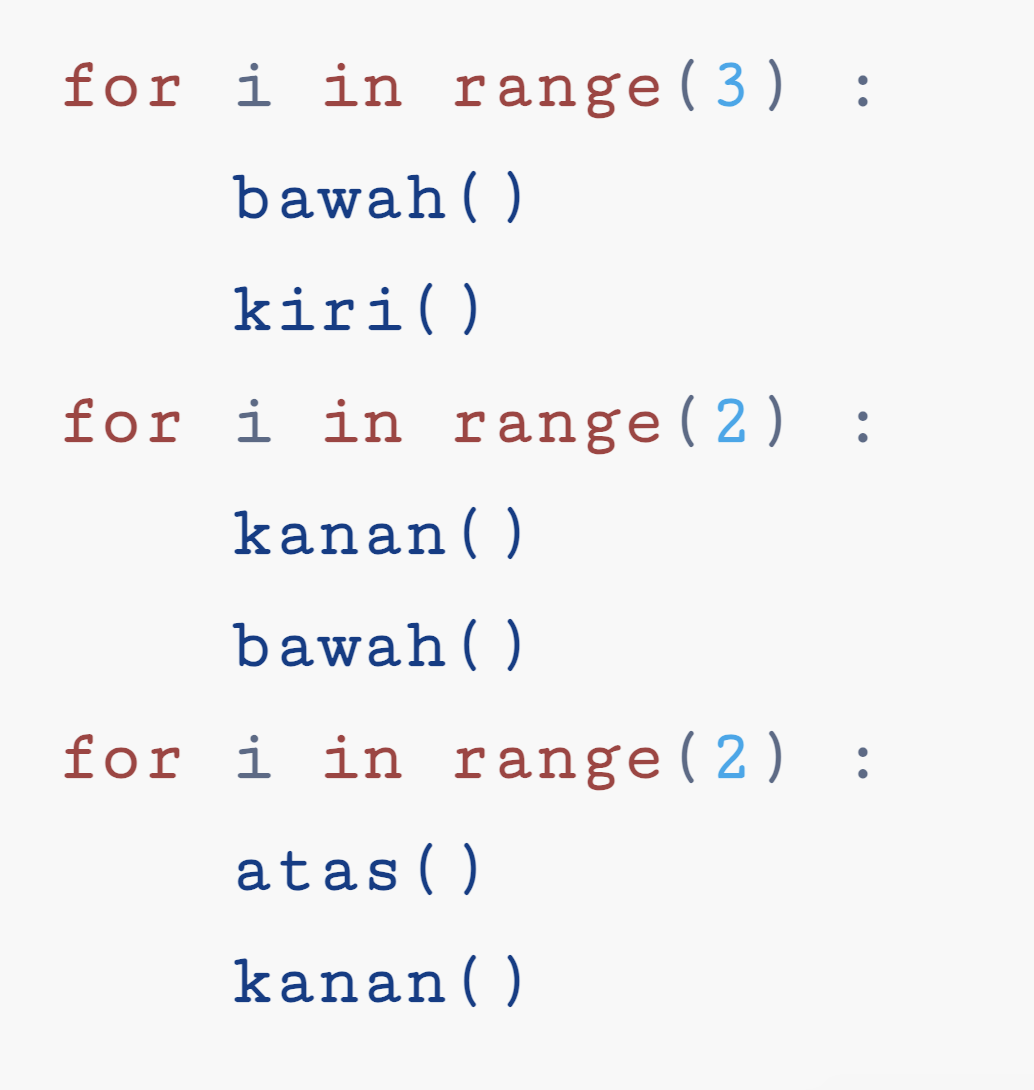 for i in range(3) :
bawah()
kiri()
for i in range(2) :
kanan()
bawah()
for i in range(2) :
atas()
kanan()